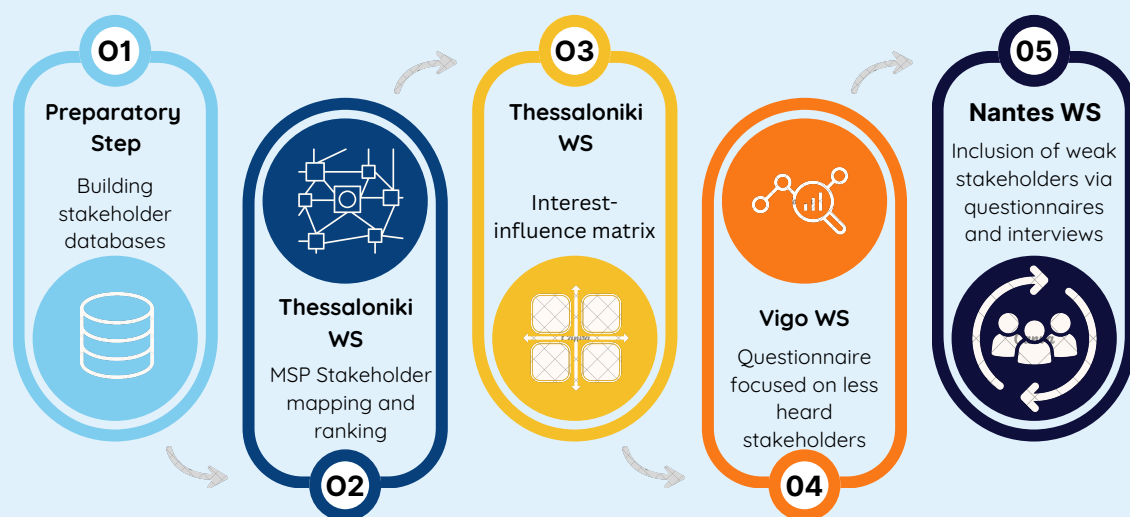 01
Preparatory
Step
Building
stakeholder
databases
Thessaloniki
WS
MSP Stakeholder
mapping and
ranking
02
03
Thessaloniki
WS
Interest-
influence matrix
Vigo WS
Questionnaire
focused on less
heard
stakeholders
04
05
Nantes WS
Inclusion of weak
stakeholders via
questionnaires
and interviews